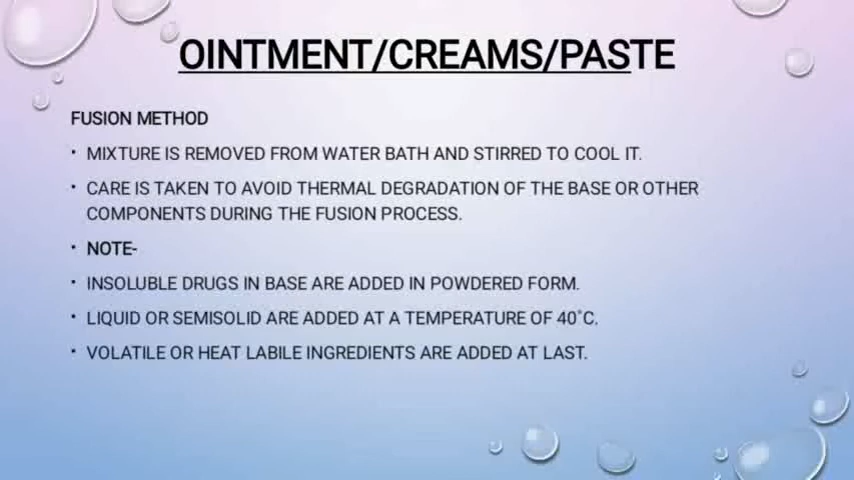 OINTMENT/CREAMS/PASTE
FUSION METHOD
• MIXTURE IS REMOVED FROM WATER BATH AND STIRRED TO COOL IT.
• CARE IS TAKEN TO AVOID THERMAL DEGRADATION OF THE BASE OR OTHER
COMPONENTS DURING THE FUSION PROCESS.
• NOTE-
• INSOLUBLE DRUGS IN BASE ARE ADDED IN POWDERED FORM.
• LIQUID OR SEMISOLID ARE ADDED AT A TEMPERATURE OF 40˚C.
• VOLATILE OR HEAT LABILE INGREDIENTS ARE ADDED AT LAST.